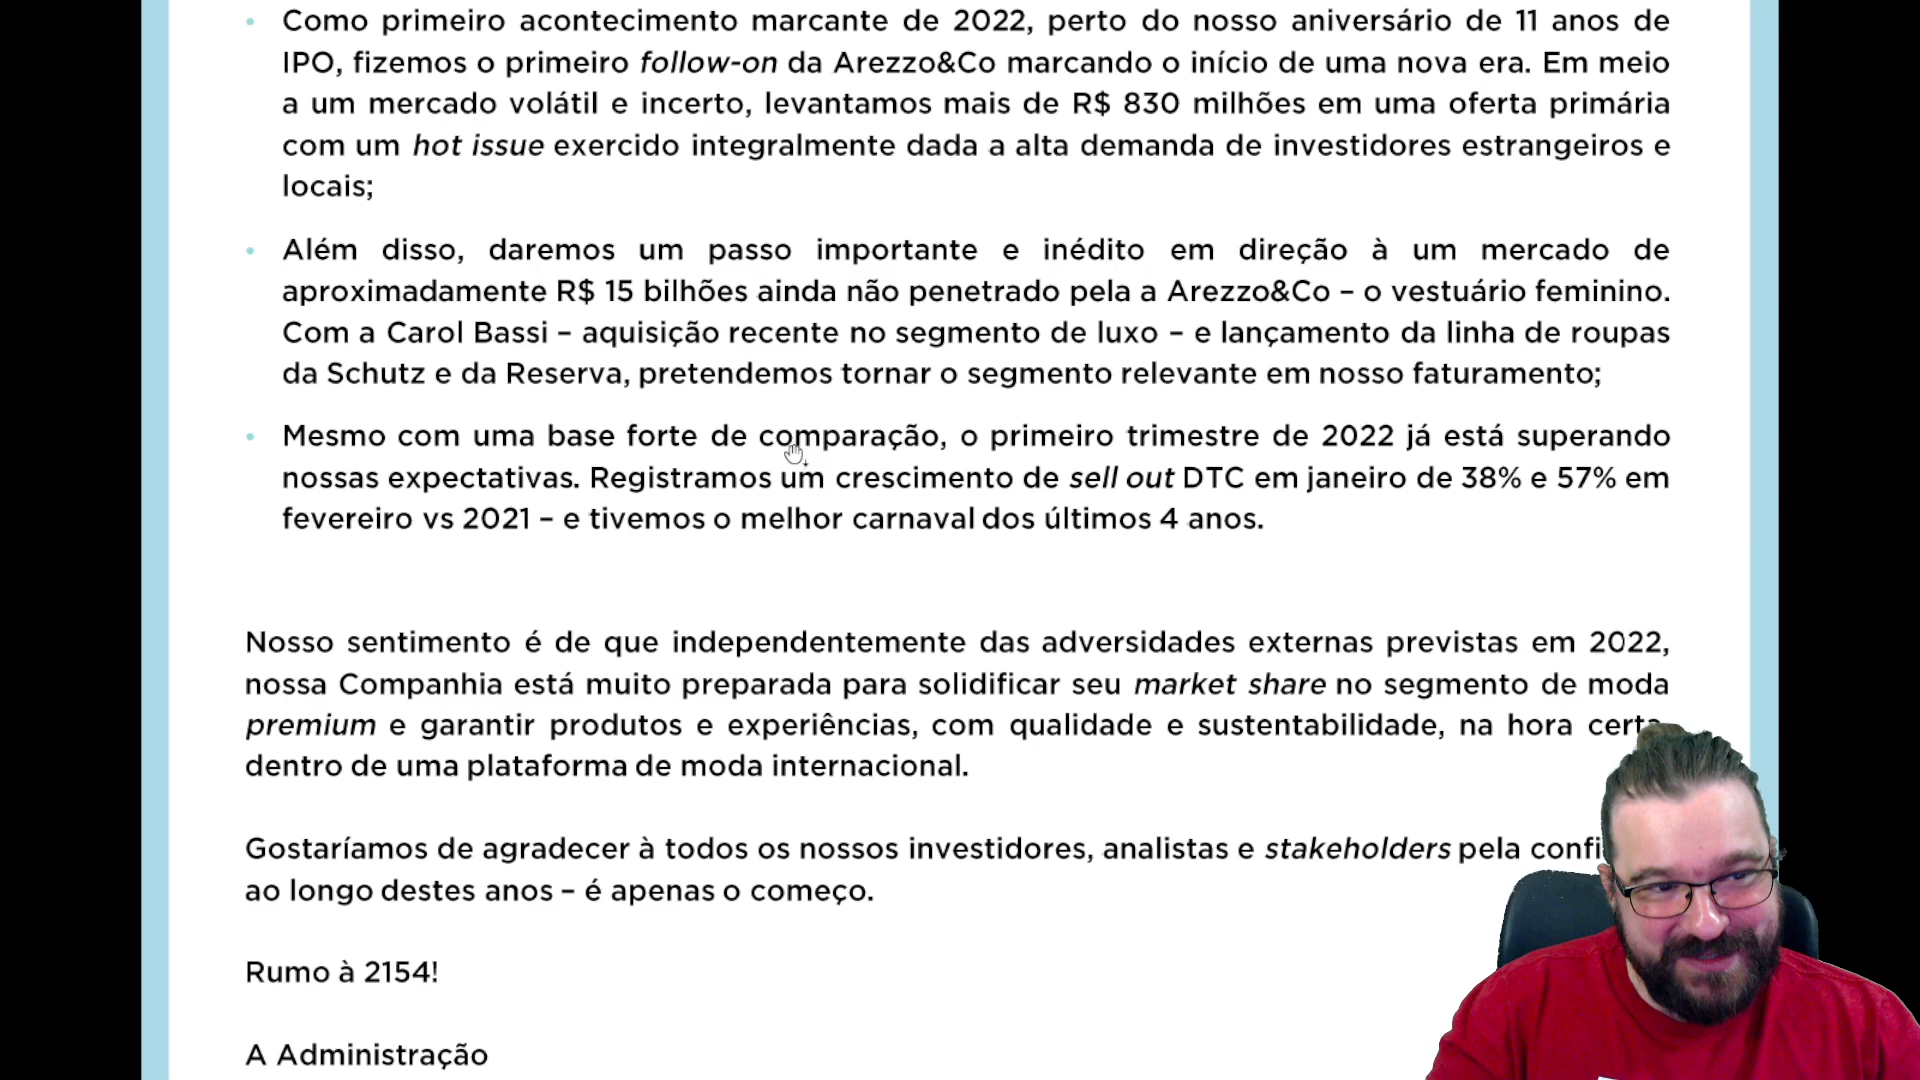 Como primeiro acontecimento marcante de 2022, perto do nosso aniversário de 11 anos de
IPO, fizemos o primeiro follow-on da Arezzo&Co marcando o início de uma nova era. Em meio
a um mercado volátil e incerto, levantamos mais de R$ 830 milhões em uma oferta primária
com um hot issue exercido integralmente dada a alta demanda de investidores estrangeiros e
locais;
Além disso, daremos um passo importante e inédito em direção à um mercado de
aproximadamente R$ 15 bilhões ainda não penetrado pela a Arezzo&Co – o vestuário feminino.
Com a Carol Bassi – aquisição recente no segmento de luxo – e lançamento da linha de roupas
da Schutz e da Reserva, pretendemos tornar o segmento relevante em nosso faturamento;
Mesmo com uma base forte de comparação, o primeiro trimestre de 2022 já está superando
nossas expectativas. Registramos um crescimento de sell out DTC em janeiro de 38% e 57% em
fevereiro vs 2021 – e tivemos o melhor carnaval dos últimos 4 anos.
Nosso sentimento é de que independentemente das adversidades externas previstas em 2022,
nossa Companhia está muito preparada para solidificar seu market share no segmento de moda
premium e garantir produtos e experiências, com qualidade e sustentabilidade, na hora certa
dentro de uma plataforma de moda internacional.
Gostaríamos de agradecer à todos os nossos investidores, analistas e stakeholders pela
ao longo destes anos – é apenas o começo.
Rumo à 2154!
A Administração